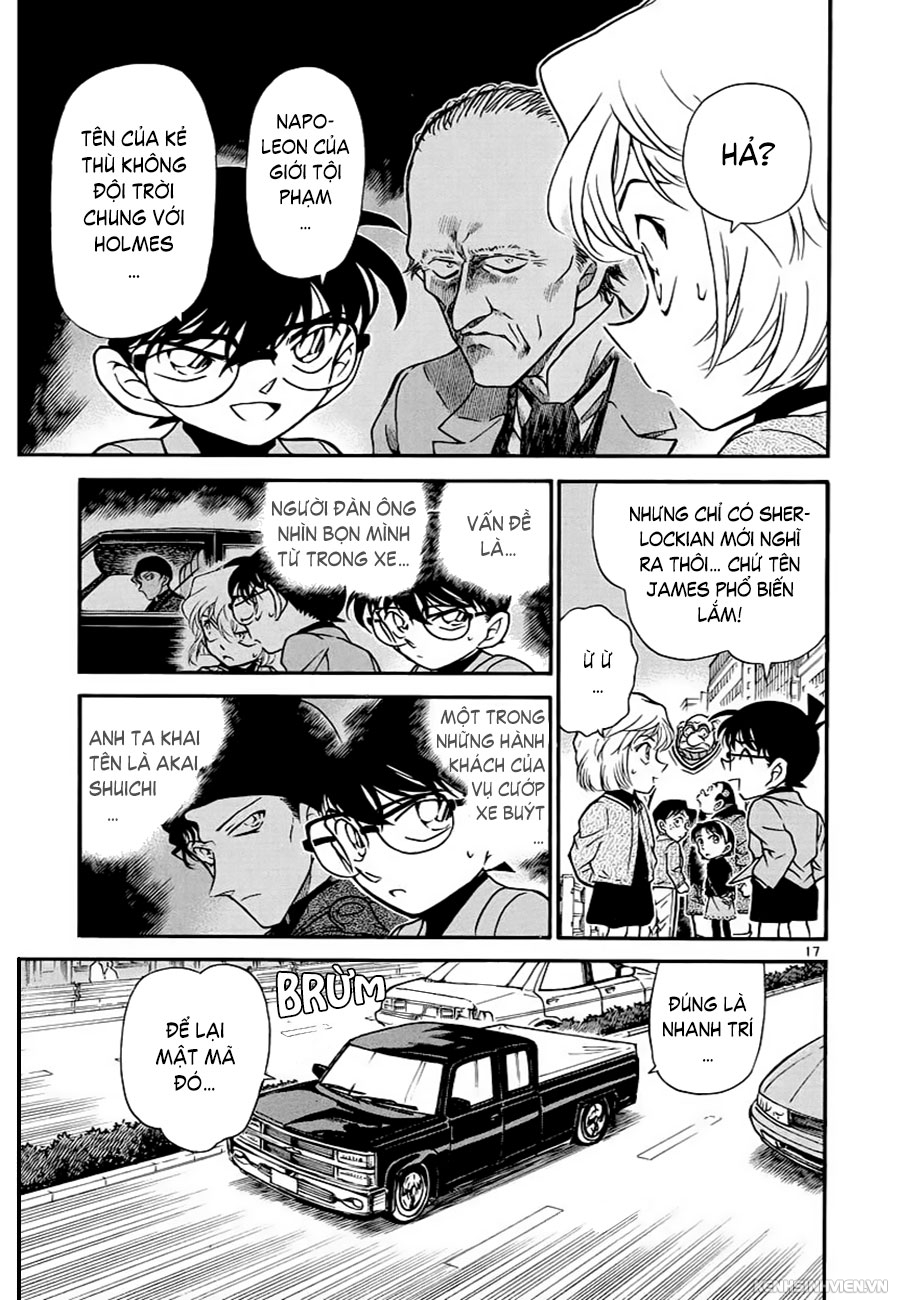 HẢ?
NAPO-
LEON CỦA
GIỚI TỘI
PHẠM
...
TÊN CỦA KẺ
THÙ KHÔNG
ĐỘI TRỜI
CHUNG VỚI
HOLMES
...
NHƯNG CHỈ CÓ SHER-
LOCKIAN MỚI NGHĨ
RA THÔI... CHỨ TÊN
JAMES PHỔ BIẾN
LẮM!
Ừ Ừ
...
VẤN ĐỀ
LÀ...
NGƯỜI ĐÀN ÔNG
NHÌN BỌN MÌNH
TỪ TRONG XE...
MỘT TRONG
NHỮNG HÀNH
KHÁCH CỦA
VỤ CƯỚP
XE BUÝT
...
ANH TA KHAI
TÊN LÀ AKAI
SHUICHI
...
17
ĐÚNG LÀ
NHANH TRÍ
...
BRỪM
ĐỂ LẠI
MẬT MÃ
ĐÓ...
KENHSINHVIEN.VN